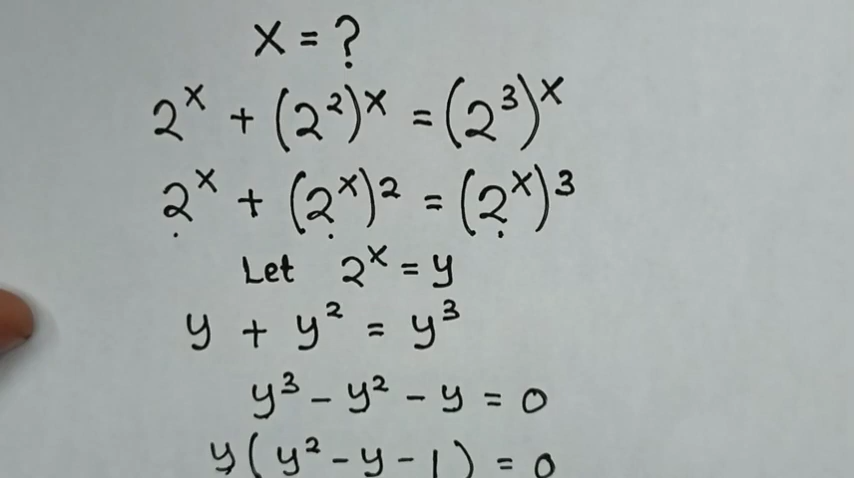 x = ?
2^x + (2^2)^x = (2^3)^x
2^x + (2^x)^2 = (2^x)^3
Let 2^x = y
y + y^2 = y^3
y^3 - y^2 - y = 0
y(y^2 - y - 1) = 0